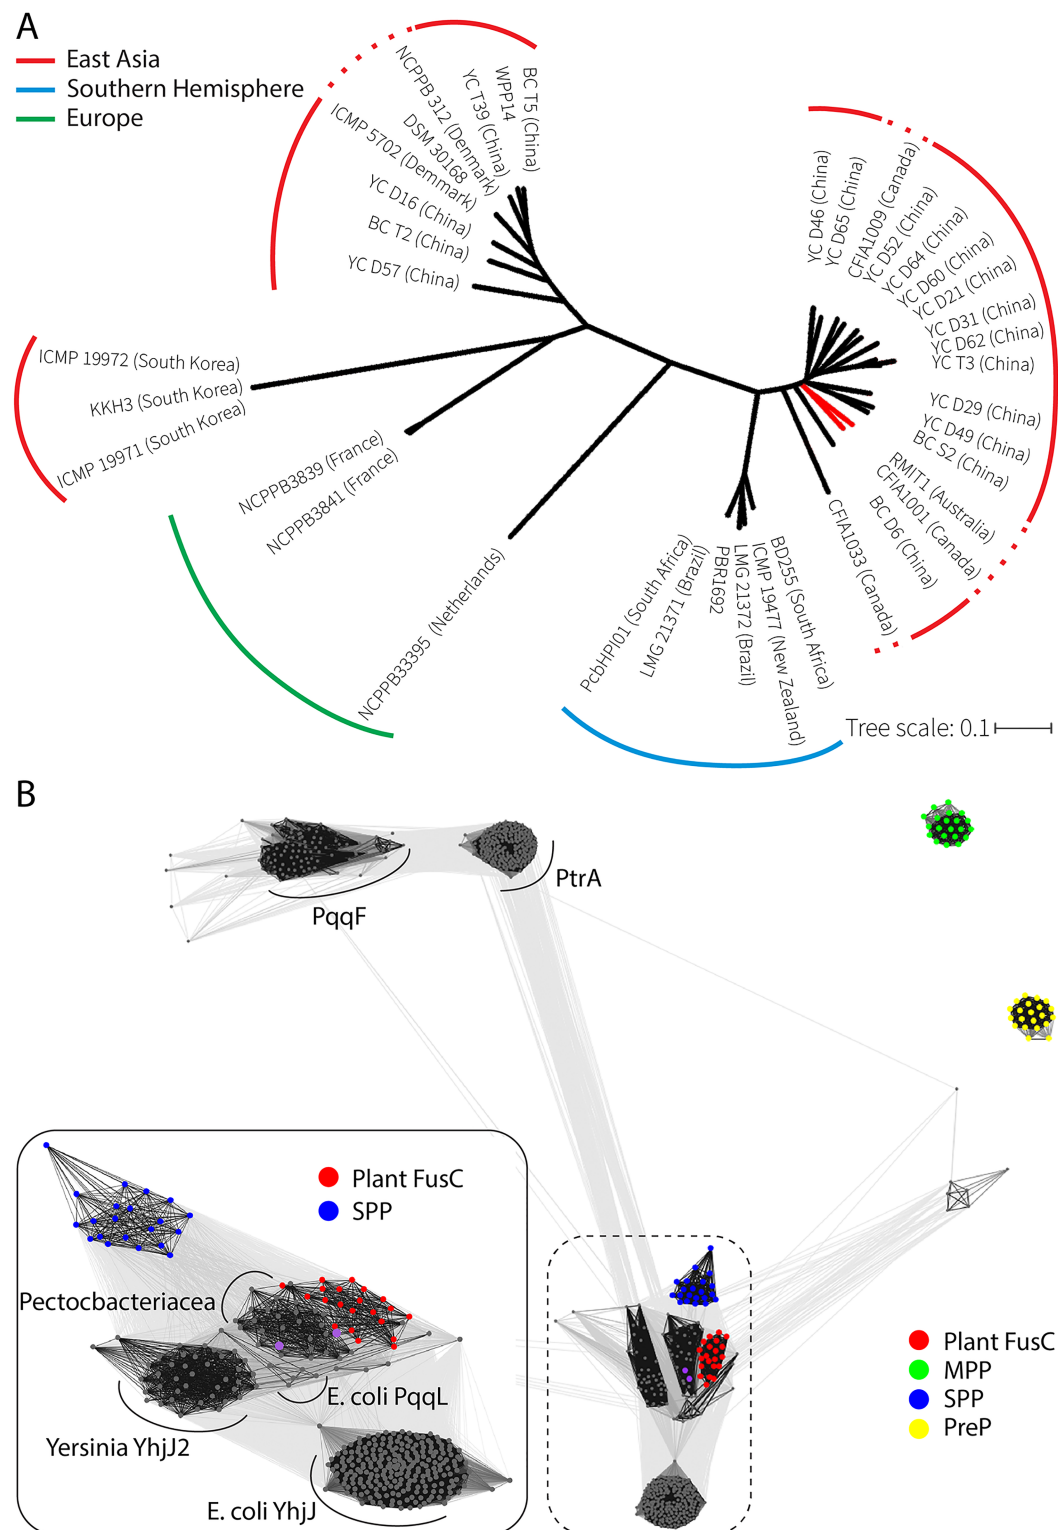 A
East Asia
Southern Hemisphere
Europe
NCPPB 312 (Denmark)
YC T39 (China)
WPP14
BC T5 (China)
ICMP 5702 (Demmark)
DSM 30168
YC D16 (China)
BC T2 (China)
YC D57 (China)
YC D46 (China)
YC D65 (China)
CFIA1009 (Canada)
YC D52 (China)
YC D64 (China)
YC D60 (China)
YC D21 (China)
YC D31 (China)
YC D62 (China)
YC T3 (China)
YC D29 (China)
YC D49 (China)
BC S2 (China)
RMIT1 (Australia)
CFIA1001 (Canada)
BC D6 (China)
CFIA1033 (Canada)
ICMP 19972 (South Korea)
KKH3 (South Korea)
ICMP 19971 (South Korea)
NCPPB3839 (France)
NCPPB3841 (France)
NCPPB33395 (Netherlands)
PcbHPI01 (South Africa)
LMG 21371 (Brazil)
PBR1692
LMG 21372 (Brazil)
ICMP 19477 (New Zealand)
BD255 (South Africa)
Tree scale: 0.1
B
PqqF
PtrA
Plant FusC
SPP
Pectocbacteriacea
E. coli PqqL
Yersinia YhjJ2
E. coli YhjJ
Plant FusC
MPP
SPP
PreP